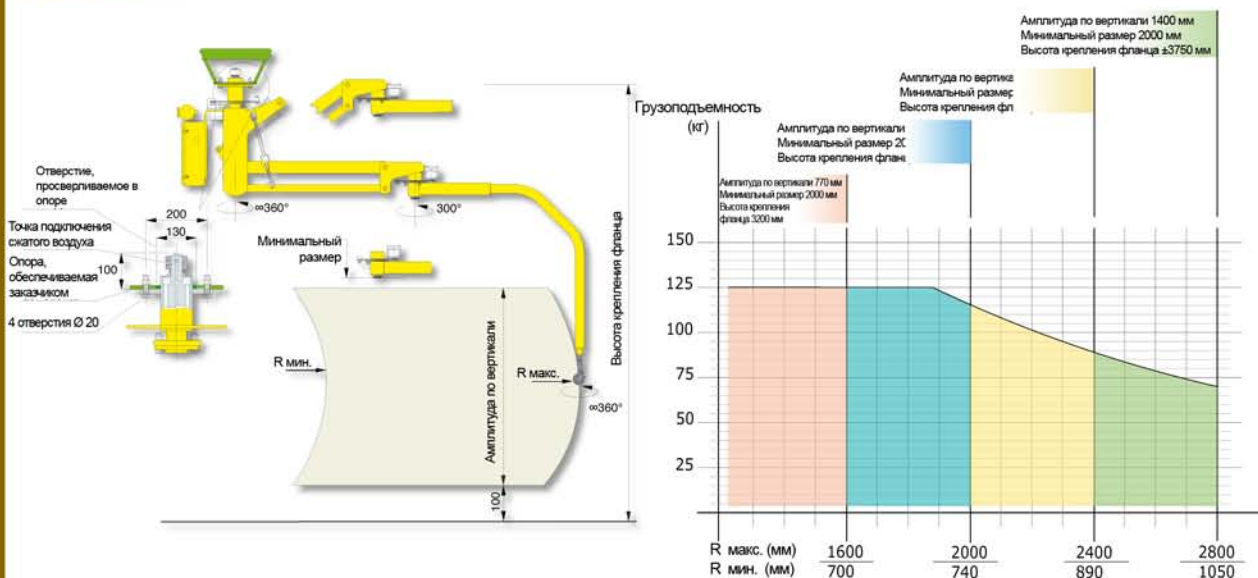 Отверстие,
просверливаемое в
опоре
200
130
Точка подключения
сжатого воздуха
100
Опора,
обеспечиваемая
заказчиком
4 отверстия Ø 20
∞360°
300°
Минимальный
размер
R мин.
R макс.
∞360°
Амплитуда по вертикали
100
Высота крепления фланца
Грузоподъемность
(кг)
Амплитуда по вертикали 770 мм
Минимальный размер 2000 мм
Высота крепления
фланца 3200 мм
Амплитуда по вертикали
Минимальный размер 20
Высота крепления
Амплитуда по
Минимальный размер
Высота крепления
Амплитуда по вертикали 1400 мм
Минимальный размер 2000 мм
Высота крепления фланца ±3750 мм
150
125
100
75
50
25
R макс. (мм) 1600 2000 2400 2800
R мин. (мм) 700 740 890 1050